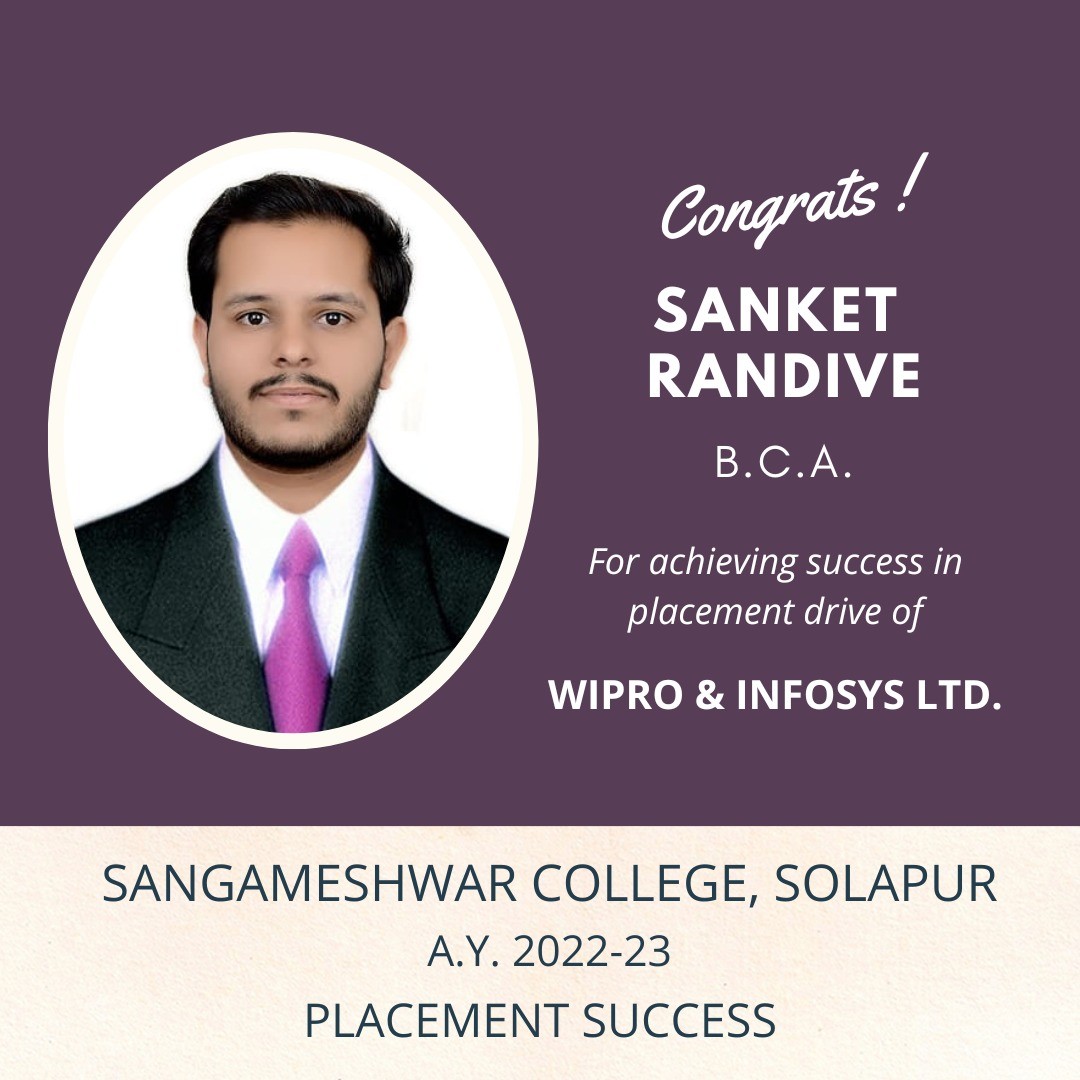 Congrats !
SANKET
RANDIVE
B.C.A.
For achieving success in
placement drive of
WIPRO & INFOSYS LTD.
SANGAMESHWAR COLLEGE, SOLAPUR
A.Y. 2022-23
PLACEMENT SUCCESS